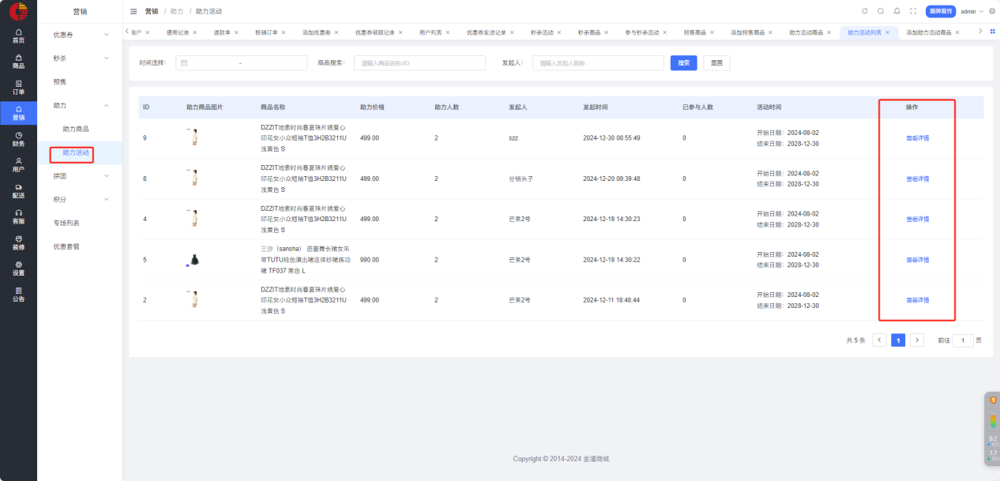 营销
营销 / 助力 / 助力活动
潮牌服饰
admin
首页
商品
订单
营销
财务
用户
配送
客服
装修
设置
公告
优惠券
秒杀
预售
助力
助力商品
助力活动
拼团
积分
专场列表
优惠套餐
账户 × 使用记录 × 退款单 × 核销订单 × 添加优惠券 × 优惠券领取记录 × 用户列表 × 优惠券发送记录 × 秒杀活动 × 秒杀商品 × 参与秒杀活动 × 预售商品 × 添加预售商品 × 助力活动商品 × 助力活动列表 × 添加助力活动商品 ×
时间选择： - 商品搜索： 请输入商品名称/ID 发起人： 请输入发起人昵称 搜索 重置
ID 助力商品图片 商品名称 助力价格 助力人数 发起人 发起时间 已参与人数 活动时间 操作
DZZIT地素时尚春夏珠片绣爱心
印花女小众短袖T恤3H2B3211U
浅黄色 S
9 499.00 2 szz 2024-12-30 08:55:49 0
开始日期：2024-08-02
结束日期：2028-12-30
查看详情
DZZIT地素时尚春夏珠片绣爱心
印花女小众短袖T恤3H2B3211U
浅黄色 S
8 499.00 2 分销头子 2024-12-20 09:39:48 0
开始日期：2024-08-02
结束日期：2028-12-30
查看详情
DZZIT地素时尚春夏珠片绣爱心
印花女小众短袖T恤3H2B3211U
浅黄色 S
4 499.00 2 芒果2号 2024-12-19 14:30:23 0
开始日期：2024-08-02
结束日期：2028-12-30
查看详情
三沙（sansha） 芭蕾舞长裙女吊
带TUTU纯色演出裙连体纱裙练功
裙 TF037 黑色 L
5 990.00 2 芒果2号 2024-12-19 14:30:22 0
开始日期：2024-08-02
结束日期：2028-12-30
查看详情
DZZIT地素时尚春夏珠片绣爱心
印花女小众短袖T恤3H2B3211U
浅黄色 S
2 499.00 2 芒果2号 2024-12-11 18:48:44 0
开始日期：2024-08-02
结束日期：2028-12-30
查看详情
共 5 条 < 1 > 前往 1 页
Copyright © 2014-2024 金濯商城
1
0.2
1.7